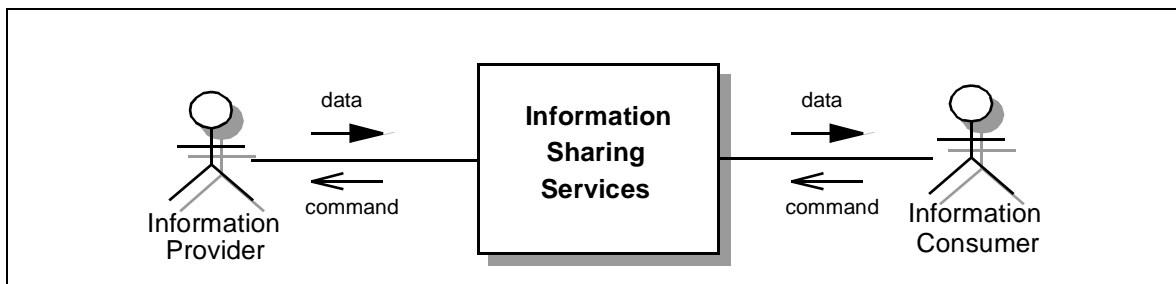 data
command
Information
Provider
Information
Sharing
Services
data
command
Information
Consumer